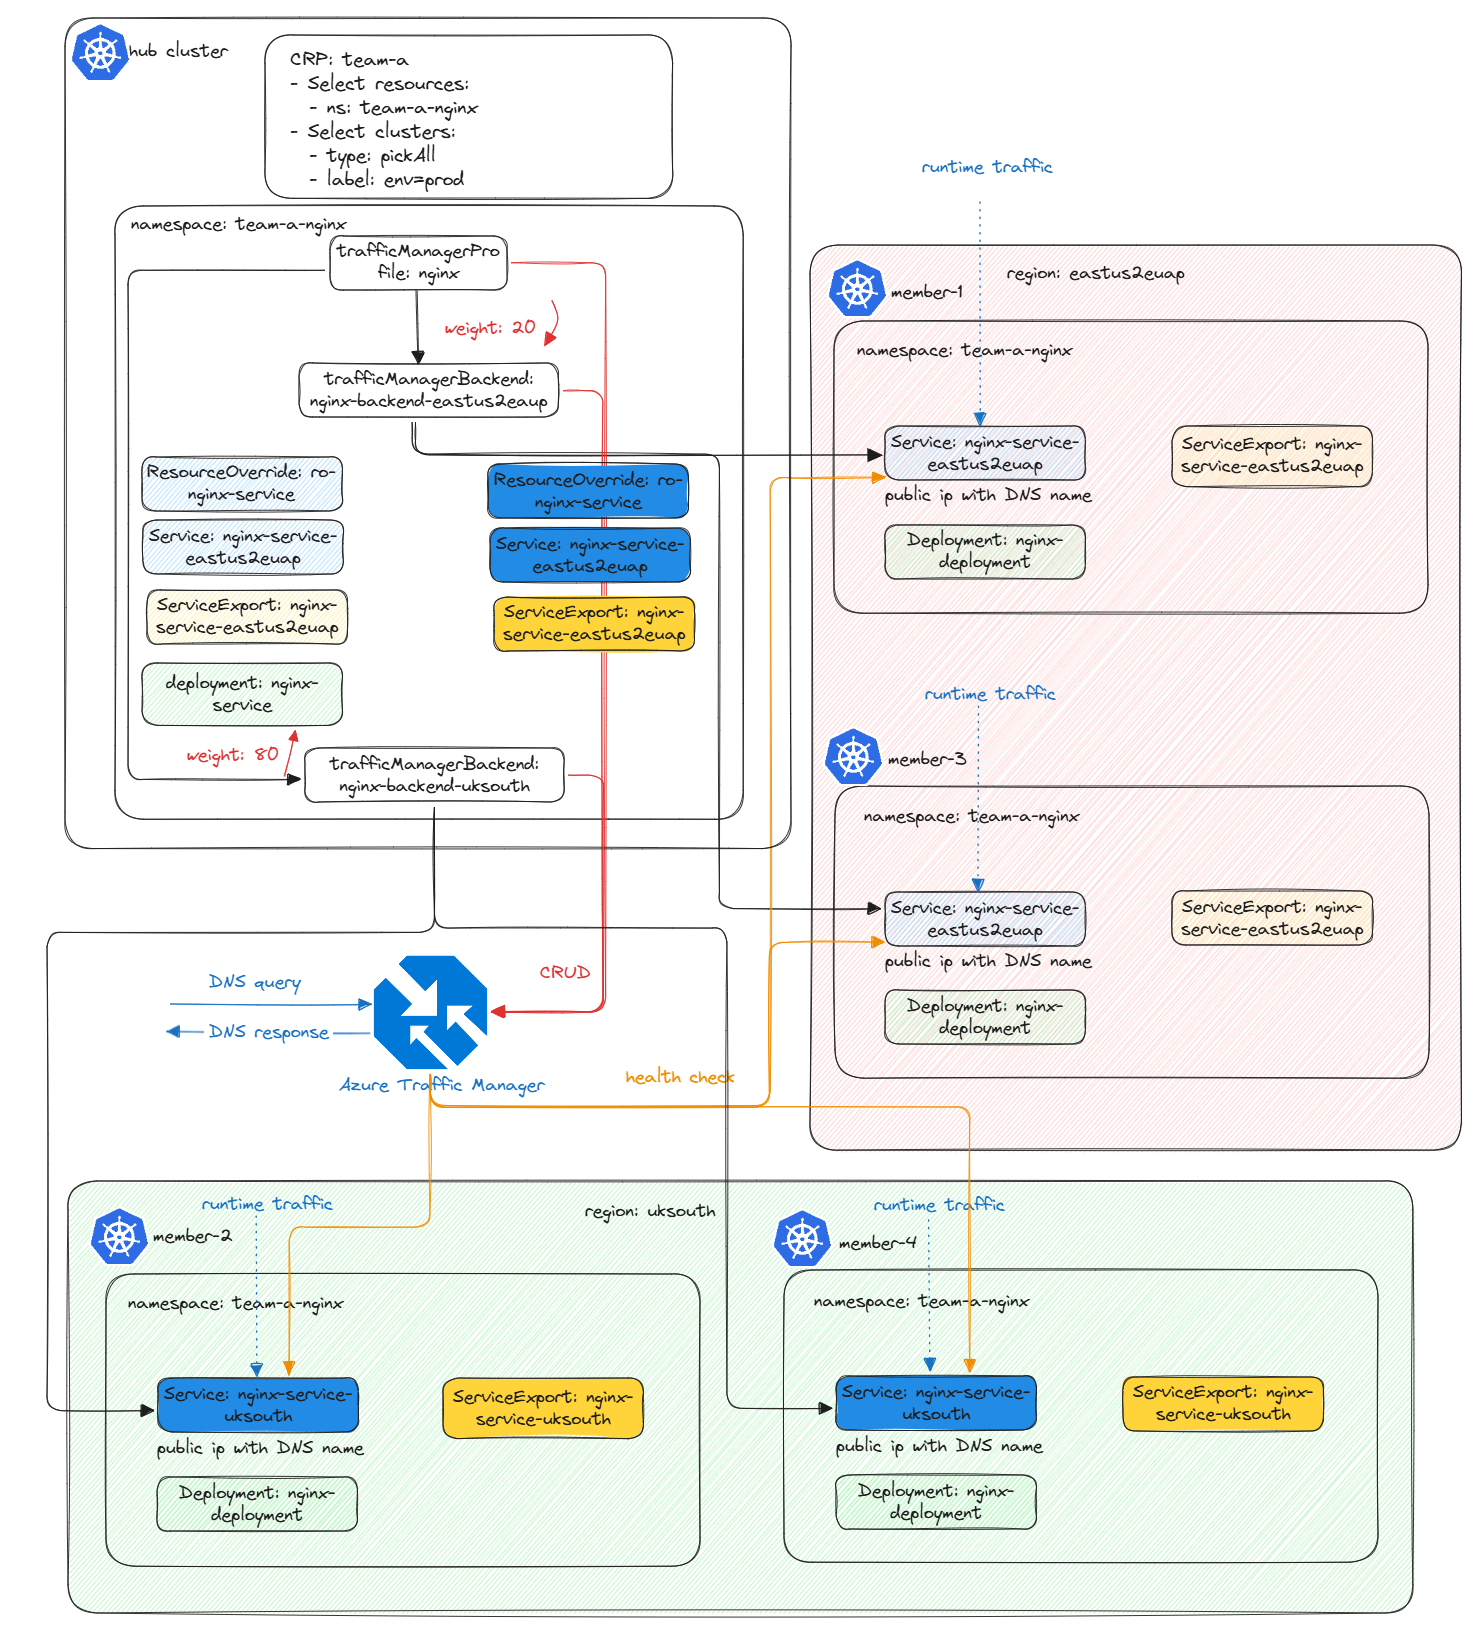 hub cluster
CRP: team-a
- Select resources:
- ns: team-a-nginx
- Select clusters:
- type: pickAll
- label: env=prod
namespace: team-a-nginx
trafficManagerPro
file: nginx
weight: 20
trafficManagerBackend:
nginx-backend-eastus2eaup
ResourceOverride: ro-
nginx-service
Service: nginx-service-
eastus2euap
ServiceExport: nginx-
service-eastus2euap
deployment: nginx-
service
ResourceOverride: ro-
nginx-service
Service: nginx-service-
eastus2euap
ServiceExport: nginx-
service-eastus2euap
weight: 80
trafficManagerBackend:
nginx-backend-uksouth
runtime traffic
region: eastus2euap
member-1
namespace: team-a-nginx
Service: nginx-service-
eastus2euap
public ip with DNS name
ServiceExport: nginx-
service-eastus2euap
Deployment: nginx-
deployment
runtime traffic
member-3
namespace: team-a-nginx
Service: nginx-service-
eastus2euap
public ip with DNS name
ServiceExport: nginx-
service-eastus2euap
Deployment: nginx-
deployment
DNS query
DNS response
CRUD
Azure Traffic Manager
health check
region: uksouth
runtime traffic
member-2
namespace: team-a-nginx
Service: nginx-service-
uksouth
public ip with DNS name
ServiceExport: nginx-
service-uksouth
Deployment: nginx-
deployment
runtime traffic
member-4
namespace: team-a-nginx
Service: nginx-service-
uksouth
public ip with DNS name
ServiceExport: nginx-
service-uksouth
Deployment: nginx-
deployment